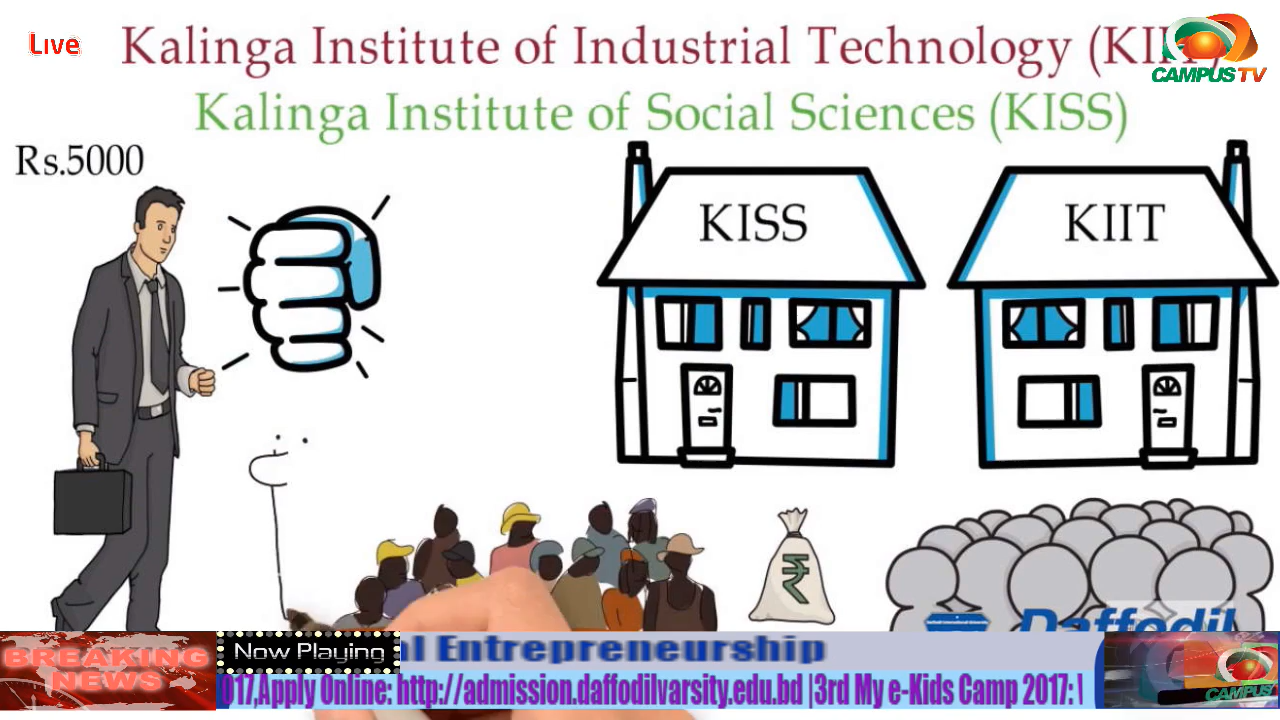 Live
Kalinga Institute of Industrial Technology (KIIT)
CAMPUS TV
Kalinga Institute of Social Sciences (KISS)
Rs.5000
KISS
KIIT
₹
Daffodil
BREAKING
NEWS
Now Playing
al Entrepreneurship
017,Apply Online: http://admission.daffodilvarsity.edu.bd |3rd My e-Kids Camp 2017:
CAMPUS